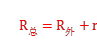 R总 = R外 + r